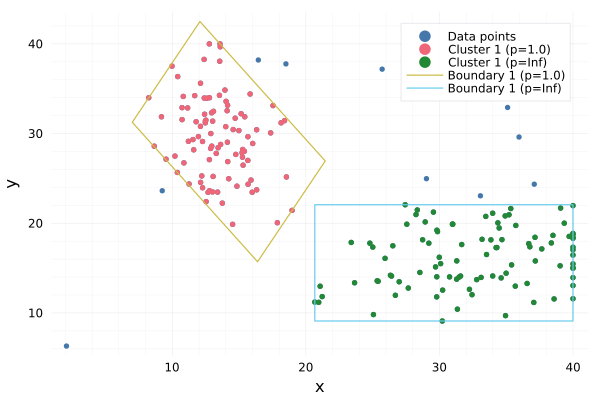 Data points
Cluster 1 (p=1.0)
Cluster 1 (p=Inf)
Boundary 1 (p=1.0)
Boundary 1 (p=Inf)
40
30
20
10
y
10 20 30 40
x